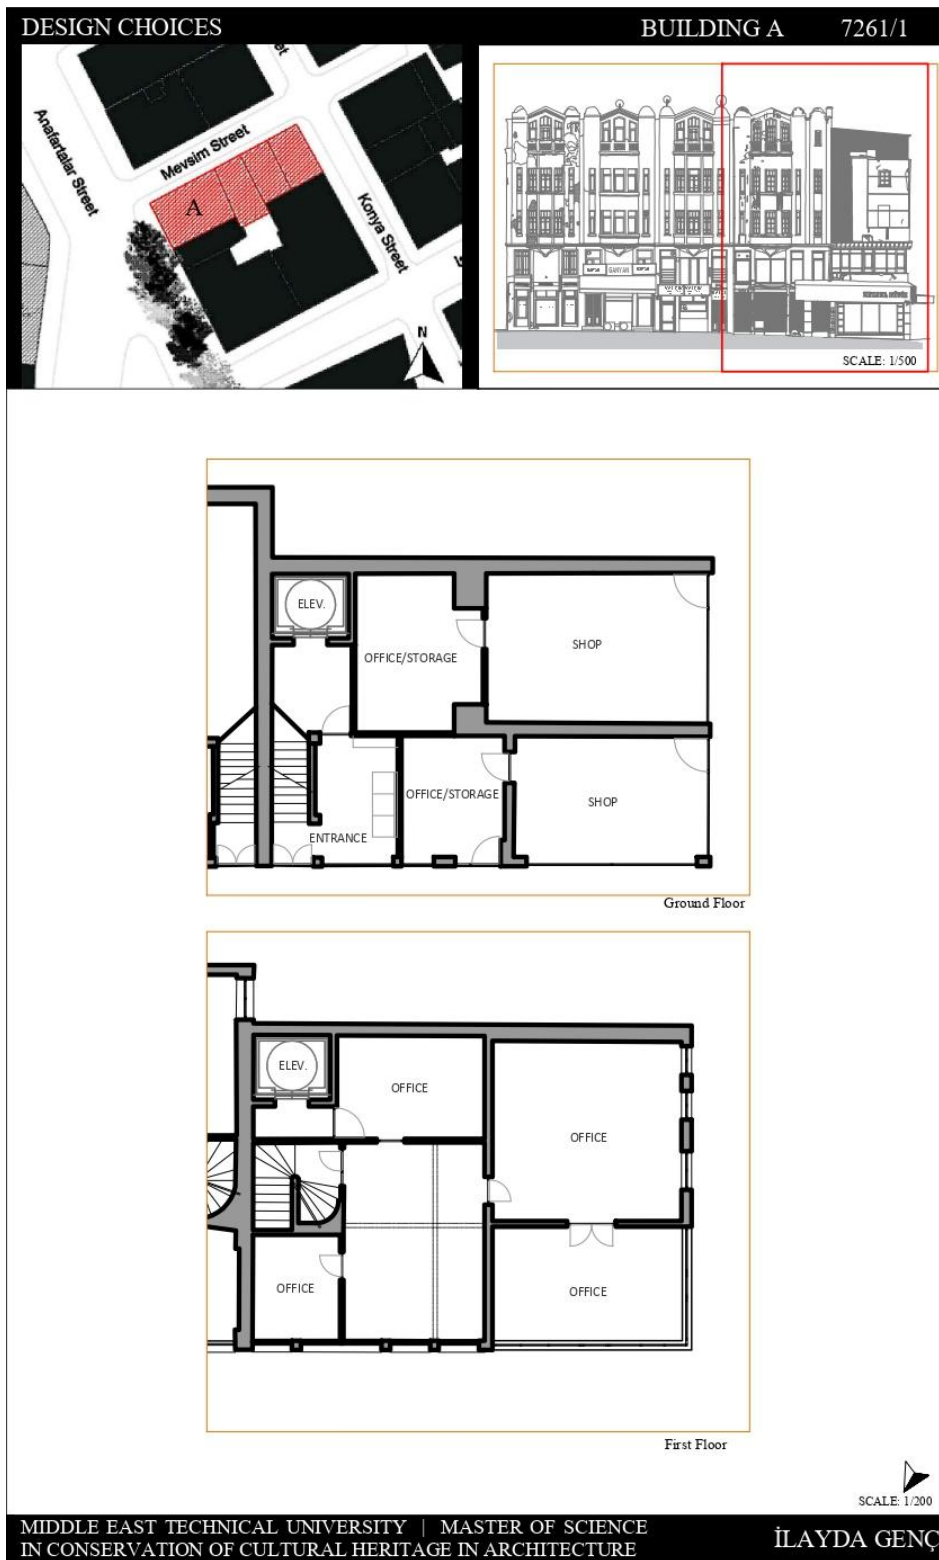 DESIGN CHOICES
BUILDING A 7261/1
Anafartalar Street
Mevsim Street
A
Konya Street
N
GANYAN
SCALE: 1/500
ELEV.
OFFICE/STORAGE
SHOP
OFFICE/STORAGE
SHOP
ENTRANCE
Ground Floor
ELEV.
OFFICE
OFFICE
OFFICE
OFFICE
First Floor
SCALE: 1/200
MIDDLE EAST TECHNICAL UNIVERSITY | MASTER OF SCIENCE
IN CONSERVATION OF CULTURAL HERITAGE IN ARCHITECTURE
İLAYDA GENÇ